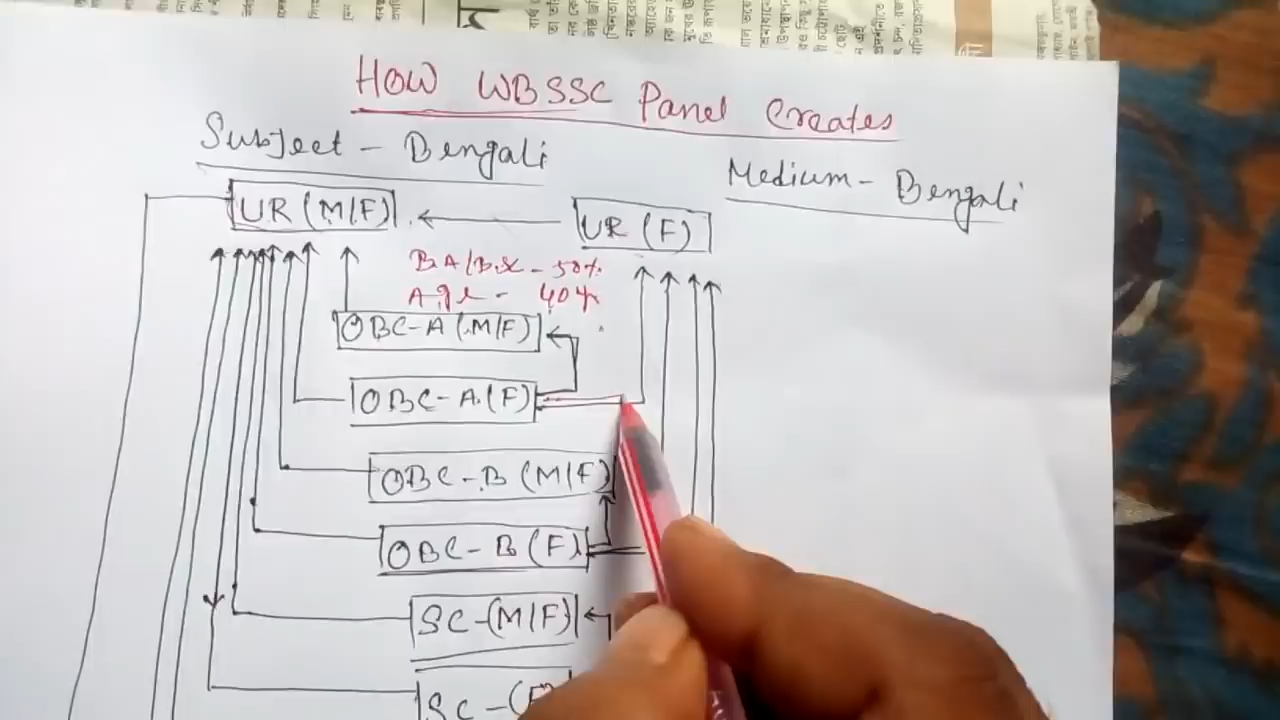 HOW WBSSC Panel Creates
Subject - Bengali
Medium - Bengali
UR (M/F)
UR (F)
BA/B.Sc - 50%
Age - 40
OBC-A (M/F)
OBC-A (F)
OBC-B (M/F)
OBC-B (F)
SC-(M/F)
SC-(F